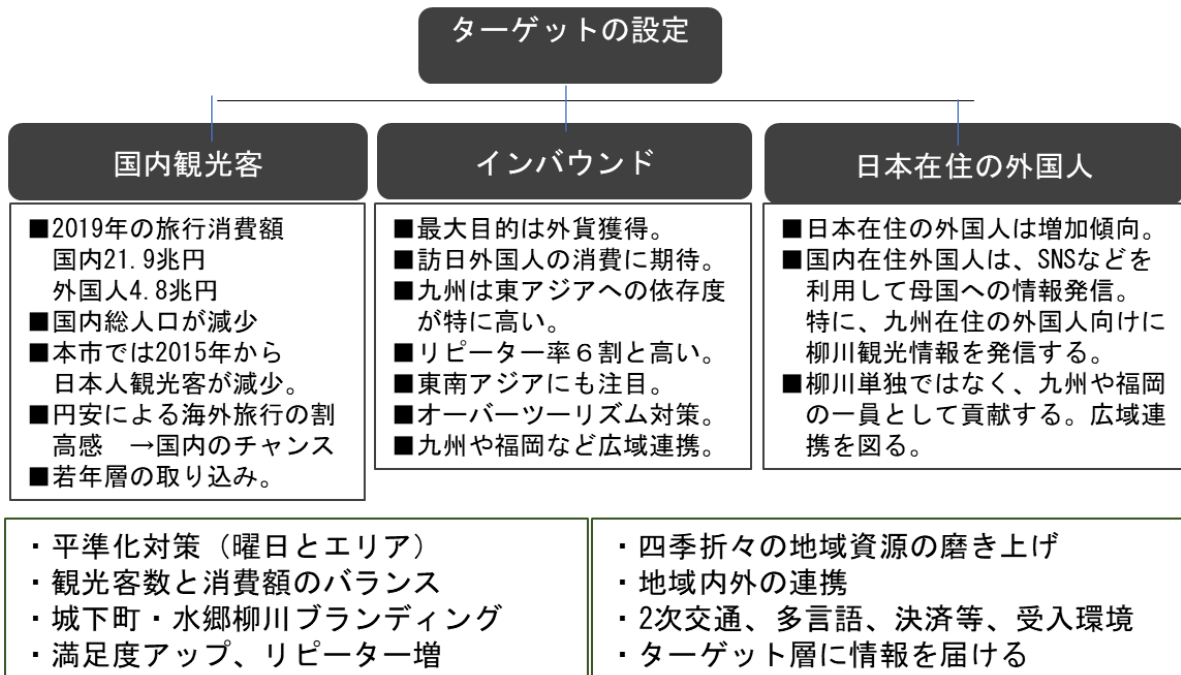 ターゲットの設定
国内観光客
■2019年の旅行消費額
国内21.9兆円
外国人4.8兆円
■国内総人口が減少
■本市では2015年から
日本人観光客が減少。
■円安による海外旅行の割
高感　→国内のチャンス
■若年層の取り込み。
インバウンド
■最大目的は外貨獲得。
■訪日外国人の消費に期待。
■九州は東アジアへの依存度
が特に高い。
■リピーター率６割と高い。
■東南アジアにも注目。
■オーバーツーリズム対策。
■九州や福岡など広域連携。
日本在住の外国人
■日本在住の外国人は増加傾向。
■国内在住外国人は、SNSなどを
利用して母国への情報発信。
特に、九州在住の外国人向けに
柳川観光情報を発信する。
■柳川単独ではなく、九州や福岡
の一員として貢献する。広域連
携を図る。
・平準化対策（曜日とエリア）
・観光客数と消費額のバランス
・城下町・水郷柳川ブランディング
・満足度アップ、リピーター増
・四季折々の地域資源の磨き上げ
・地域内外の連携
・2次交通、多言語、決済等、受入環境
・ターゲット層に情報を届ける